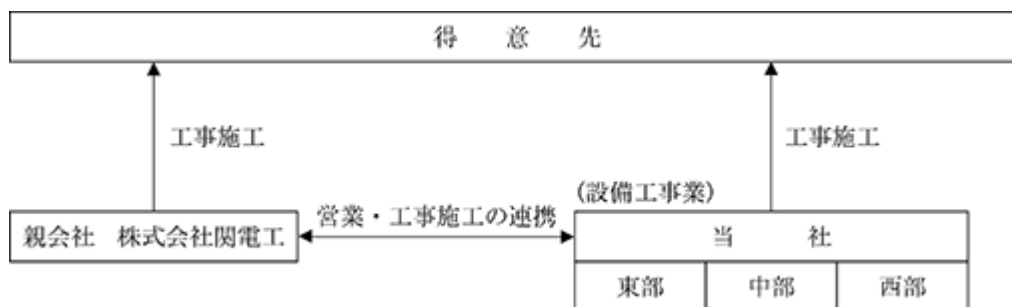 得 意 先
工事施工
工事施工
(設備工事業)
営業・工事施工の連携
親会社 株式会社関電工
当 社
東部 中部 西部